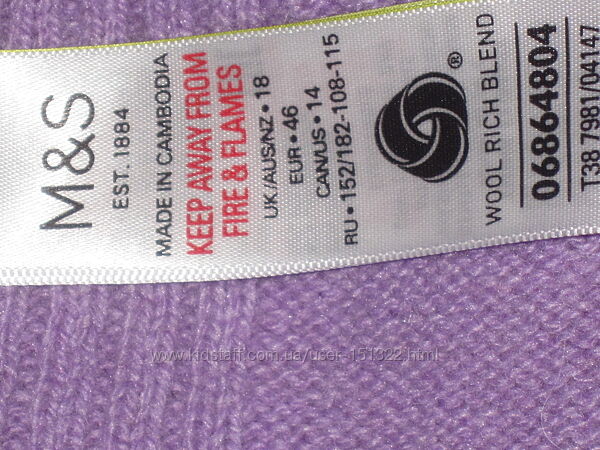 M&S
EST. 1884
MADE IN CAMBODIA
KEEP AWAY FROM
FIRE & FLAMES
UK/AUS/NZ • 18
EUR • 46
CAN/US • 14
RU • 152/182-108-115
®
WOOL RICH BLEND
06864804
T38 7981/04147
www.kidstaff.com.ua/user-151322.html